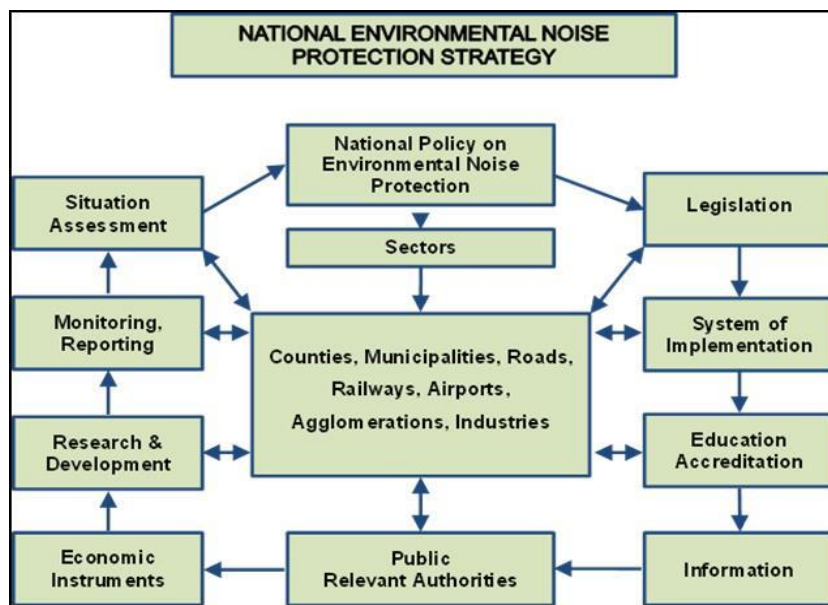 NATIONAL ENVIRONMENTAL NOISE
PROTECTION STRATEGY
National Policy on
Environmental Noise
Protection
Situation
Assessment
Legislation
Sectors
Monitoring,
Reporting
Counties, Municipalities, Roads,
Railways, Airports,
Agglomerations, Industries
System of
Implementation
Research &
Development
Education
Accreditation
Economic
Instruments
Public
Relevant Authorities
Information